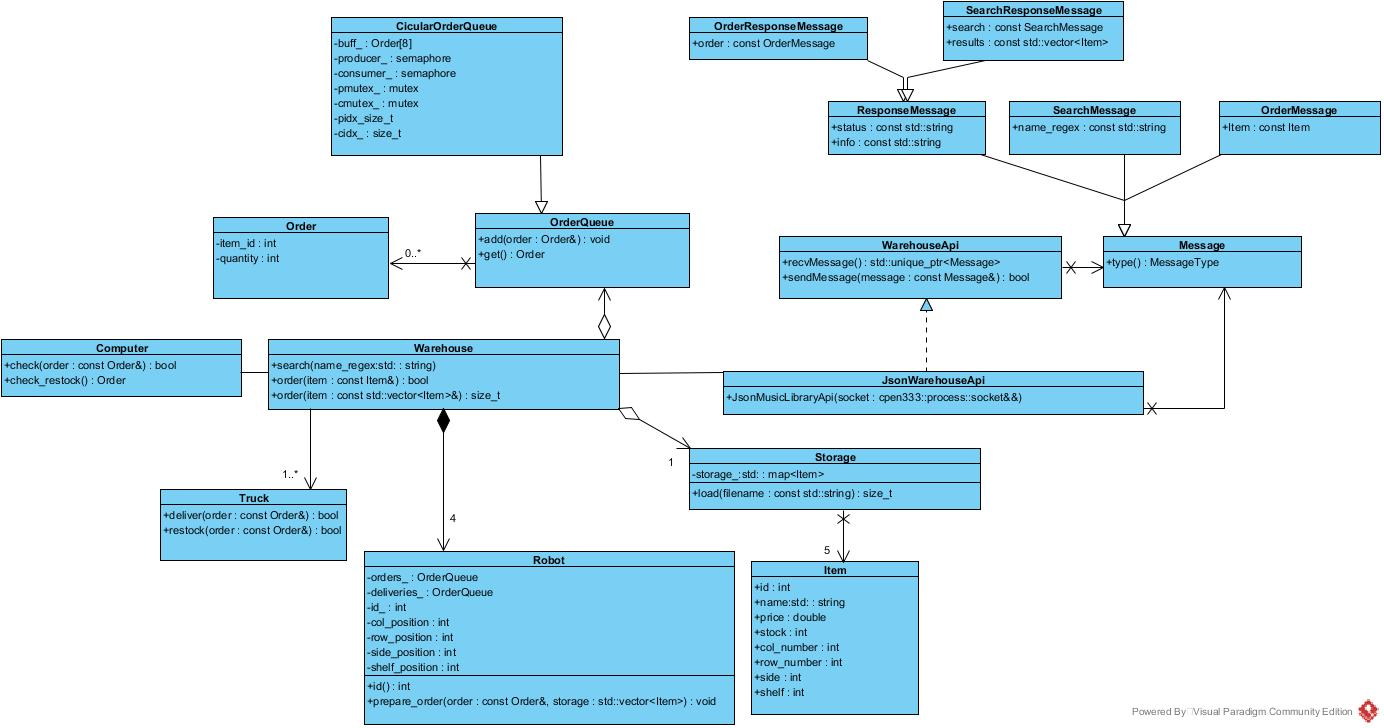 CicularOrderQueue
-buff_ : Order[8]
-producer_ : semaphore
-consumer_ : semaphore
-pmutex_ : mutex
-cmutex_ : mutex
-pidx_size_t
-cidx_ : size_t
OrderResponseMessage
+order : const OrderMessage
SearchResponseMessage
+search : const SearchMessage
+results : const std::vector<Item>
ResponseMessage
+status : const std::string
+info : const std::string
SearchMessage
+name_regex : const std::string
OrderMessage
+Item : const Item
Order
-item_id : int
-quantity : int
0..*
OrderQueue
+add(order : Order&) : void
+get() : Order
WarehouseApi
+recvMessage() : std::unique_ptr<Message>
+sendMessage(message : const Message&) : bool
Message
+type() : MessageType
Computer
+check(order : const Order&) : bool
+check_restock() : Order
Warehouse
+search(name_regex:std: : string)
+order(item : const Item&) : bool
+order(item : const std::vector<Item>&) : size_t
JsonWarehouseApi
+JsonMusicLibraryApi(socket : cpen333::process::socket&&)
1..*
Truck
+deliver(order : const Order&) : bool
+restock(order : const Order&) : bool
4
1
Storage
-storage_:std: : map<Item>
+load(filename : const std::string) : size_t
5
Robot
-orders_ : OrderQueue
-deliveries_ : OrderQueue
-id_ : int
-col_position : int
-row_position : int
-side_position : int
-shelf_position : int
+id() : int
+prepare_order(order : const Order&, storage : std::vector<Item>) : void
Item
+id : int
+name:std: : string
+price : double
+stock : int
+col_number : int
+row_number : int
+side : int
+shelf : int
Powered By Visual Paradigm Community Edition